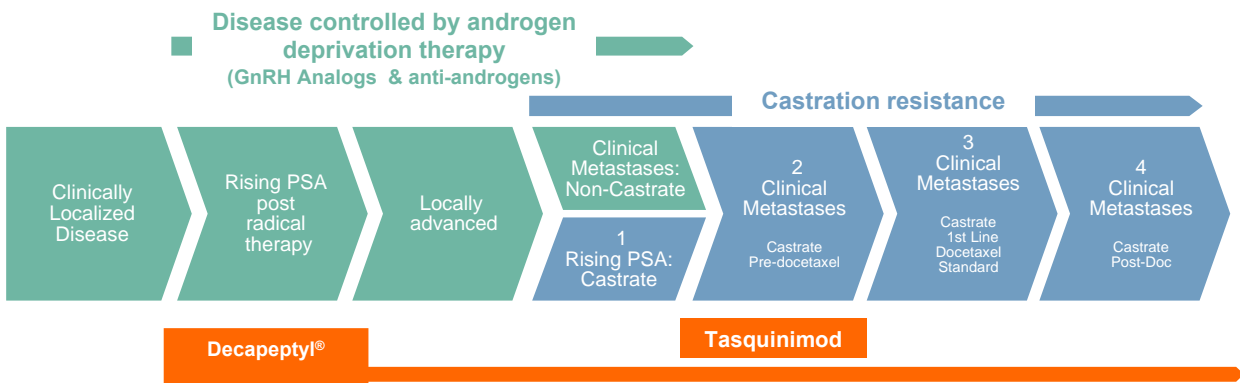 Disease controlled by androgen
deprivation therapy
(GnRH Analogs & anti-androgens)
Castration resistance
Clinically
Localized
Disease
Rising PSA
post
radical
therapy
Locally
advanced
Clinical
Metastases:
Non-Castrate
1
Rising PSA:
Castrate
2
Clinical
Metastases
Castrate
Pre-docetaxel
3
Clinical
Metastases
Castrate
1st Line
Docetaxel
Standard
4
Clinical
Metastases
Castrate
Post-Doc
Decapeptyl®
Tasquinimod